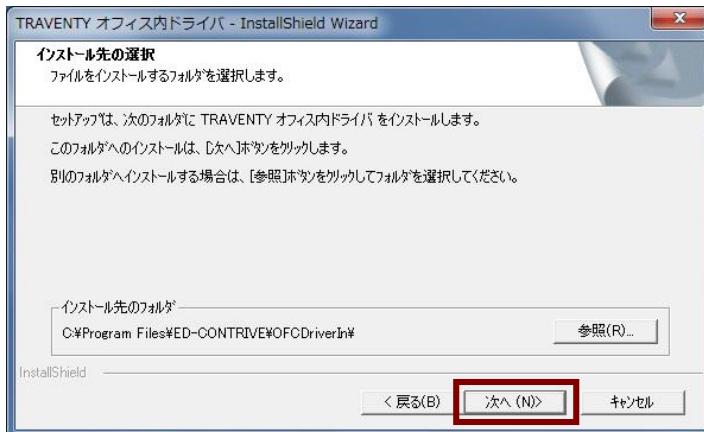 TRAVENTY オフィス内ドライバ - InstallShield Wizard
インストール先の選択
ファイルをインストールするフォルダを選択します。
セットアップは、次のフォルダに TRAVENTY オフィス内ドライバ をインストールします。
このフォルダへのインストールは、[次へ]ボタンをクリックします。
別のフォルダへインストールする場合は、[参照]ボタンをクリックしてフォルダを選択してください。
インストール先のフォルダ
C:¥Program Files¥ED-CONTRIVE¥OFCDriverIn¥
参照(R)...
InstallShield
< 戻る(B)
次へ (N)>
キャンセル